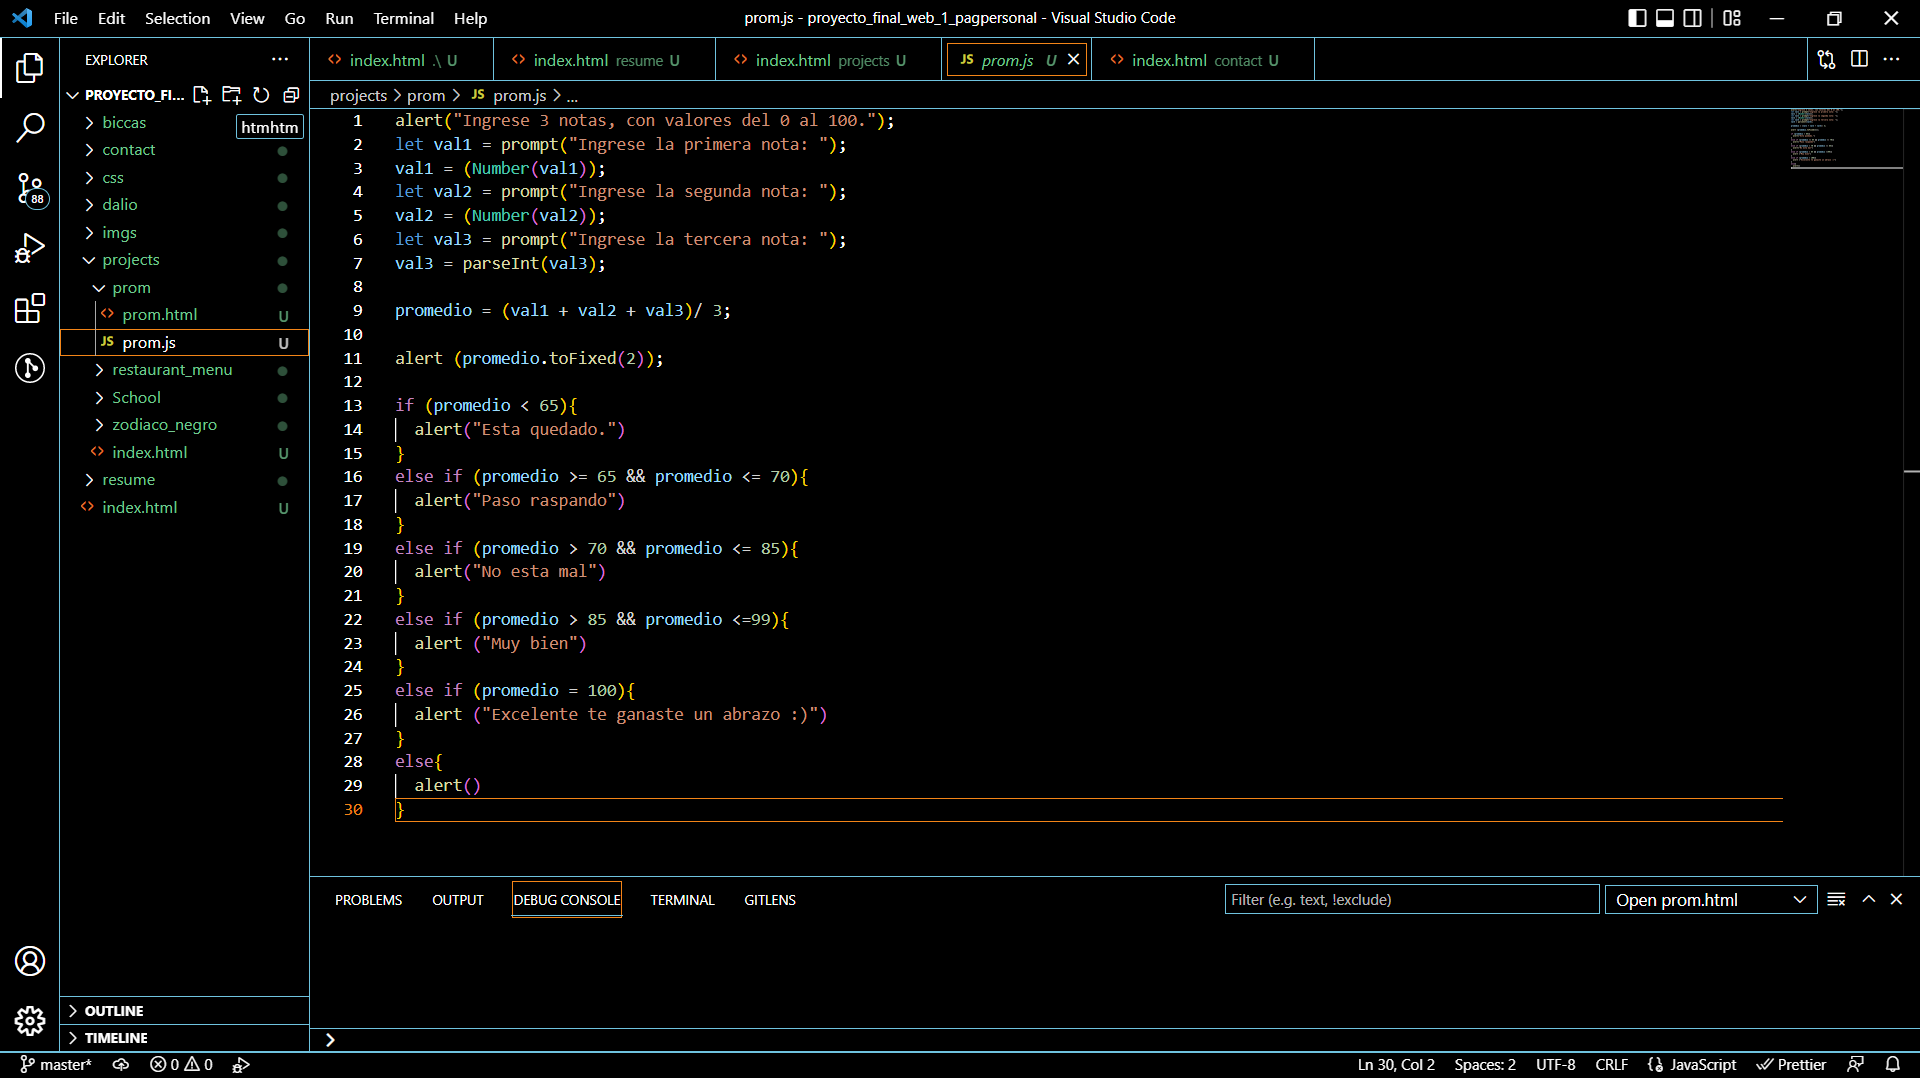 File Edit Selection View Go Run Terminal Help
prom.js - proyecto_final_web_1_pagpersonal - Visual Studio Code
EXPLORER
index.html .\ U
index.html resume U
index.html projects U
JS prom.js U
index.html contact U
PROYECTO_FI...
projects > prom > JS prom.js > ...
biccas
htmhtm
contact
css
dalio
imgs
projects
prom
prom.html U
JS prom.js U
restaurant_menu
School
zodiaco_negro
index.html U
resume
index.html U
88
1 alert("Ingrese 3 notas, con valores del 0 al 100.");
2 let val1 = prompt("Ingrese la primera nota: ");
3 val1 = (Number(val1));
4 let val2 = prompt("Ingrese la segunda nota: ");
5 val2 = (Number(val2));
6 let val3 = prompt("Ingrese la tercera nota: ");
7 val3 = parseInt(val3);
8
9 promedio = (val1 + val2 + val3)/ 3;
10
11 alert (promedio.toFixed(2));
12
13 if (promedio < 65){
14 alert("Esta quedado.")
15 }
16 else if (promedio >= 65 && promedio <= 70){
17 alert("Paso raspando")
18 }
19 else if (promedio > 70 && promedio <= 85){
20 alert("No esta mal")
21 }
22 else if (promedio > 85 && promedio <=99){
23 alert ("Muy bien")
24 }
25 else if (promedio = 100){
26 alert ("Excelente te ganaste un abrazo :)")
27 }
28 else{
29 alert()
30 }
PROBLEMS OUTPUT DEBUG CONSOLE TERMINAL GITLENS
Filter (e.g. text, !exclude)
Open prom.html
OUTLINE
TIMELINE
master* 0 0
Ln 30, Col 2 Spaces: 2 UTF-8 CRLF JavaScript Prettier